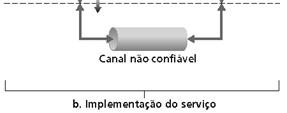 Canal não confiável
b. Implementação do serviço